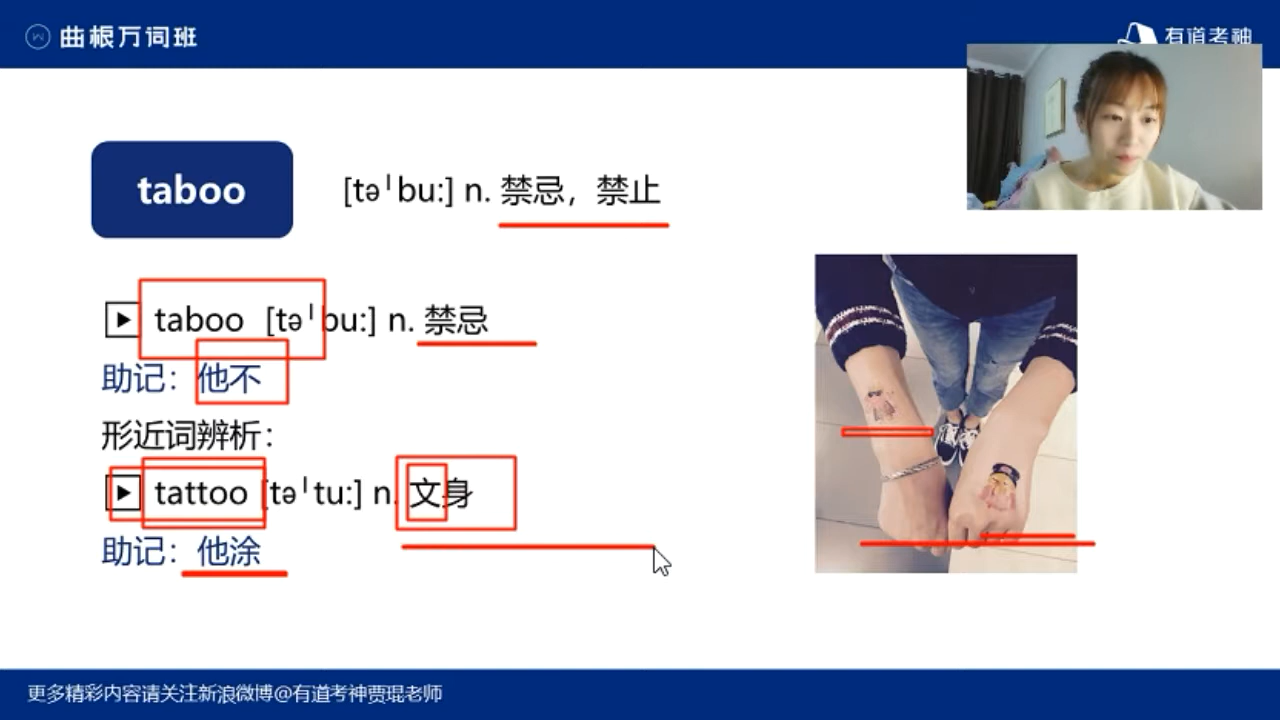 曲根万词班
有道考神
taboo
[təˈbuː] n. 禁忌，禁止
taboo [təˈbuː] n. 禁忌
助记：他不
形近词辨析：
tattoo [təˈtuː] n. 文身
助记：他涂
更多精彩内容请关注新浪微博@有道考神贾琨老师